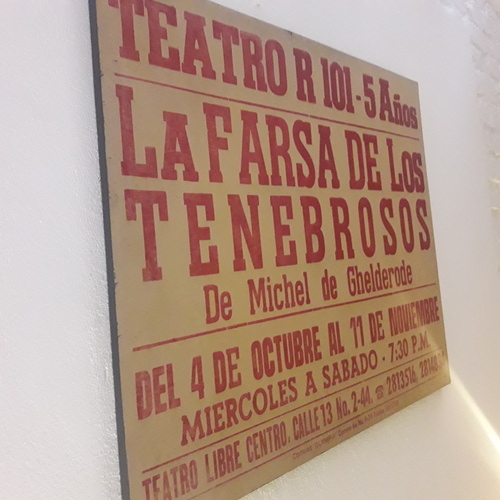 TEATRO R 101 - 5 Años
LA FARSA DE LOS
TENEBROSOS
De Michel de Ghelderode
DEL 4 DE OCTUBRE AL 11 DE NOVIEMBRE
MIERCOLES A SABADO - 7:30 P.M.
TEATRO LIBRE CENTRO. CALLE 13 No. 2-44. ☎ 2813516,